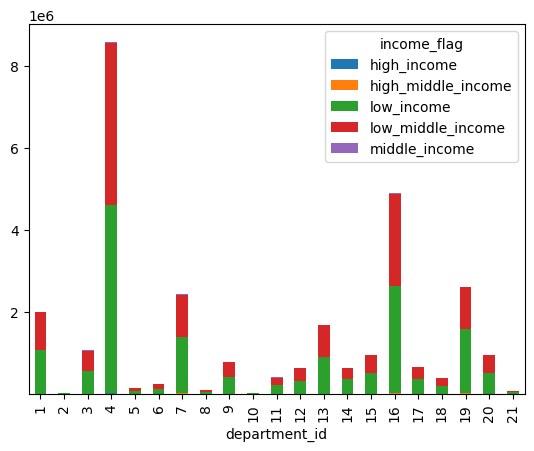 1e6
8
6
4
2
income_flag
high_income
high_middle_income
low_income
low_middle_income
middle_income
1 2 3 4 5 6 7 8 9 10 11 12 13 14 15 16 17 18 19 20 21
department_id